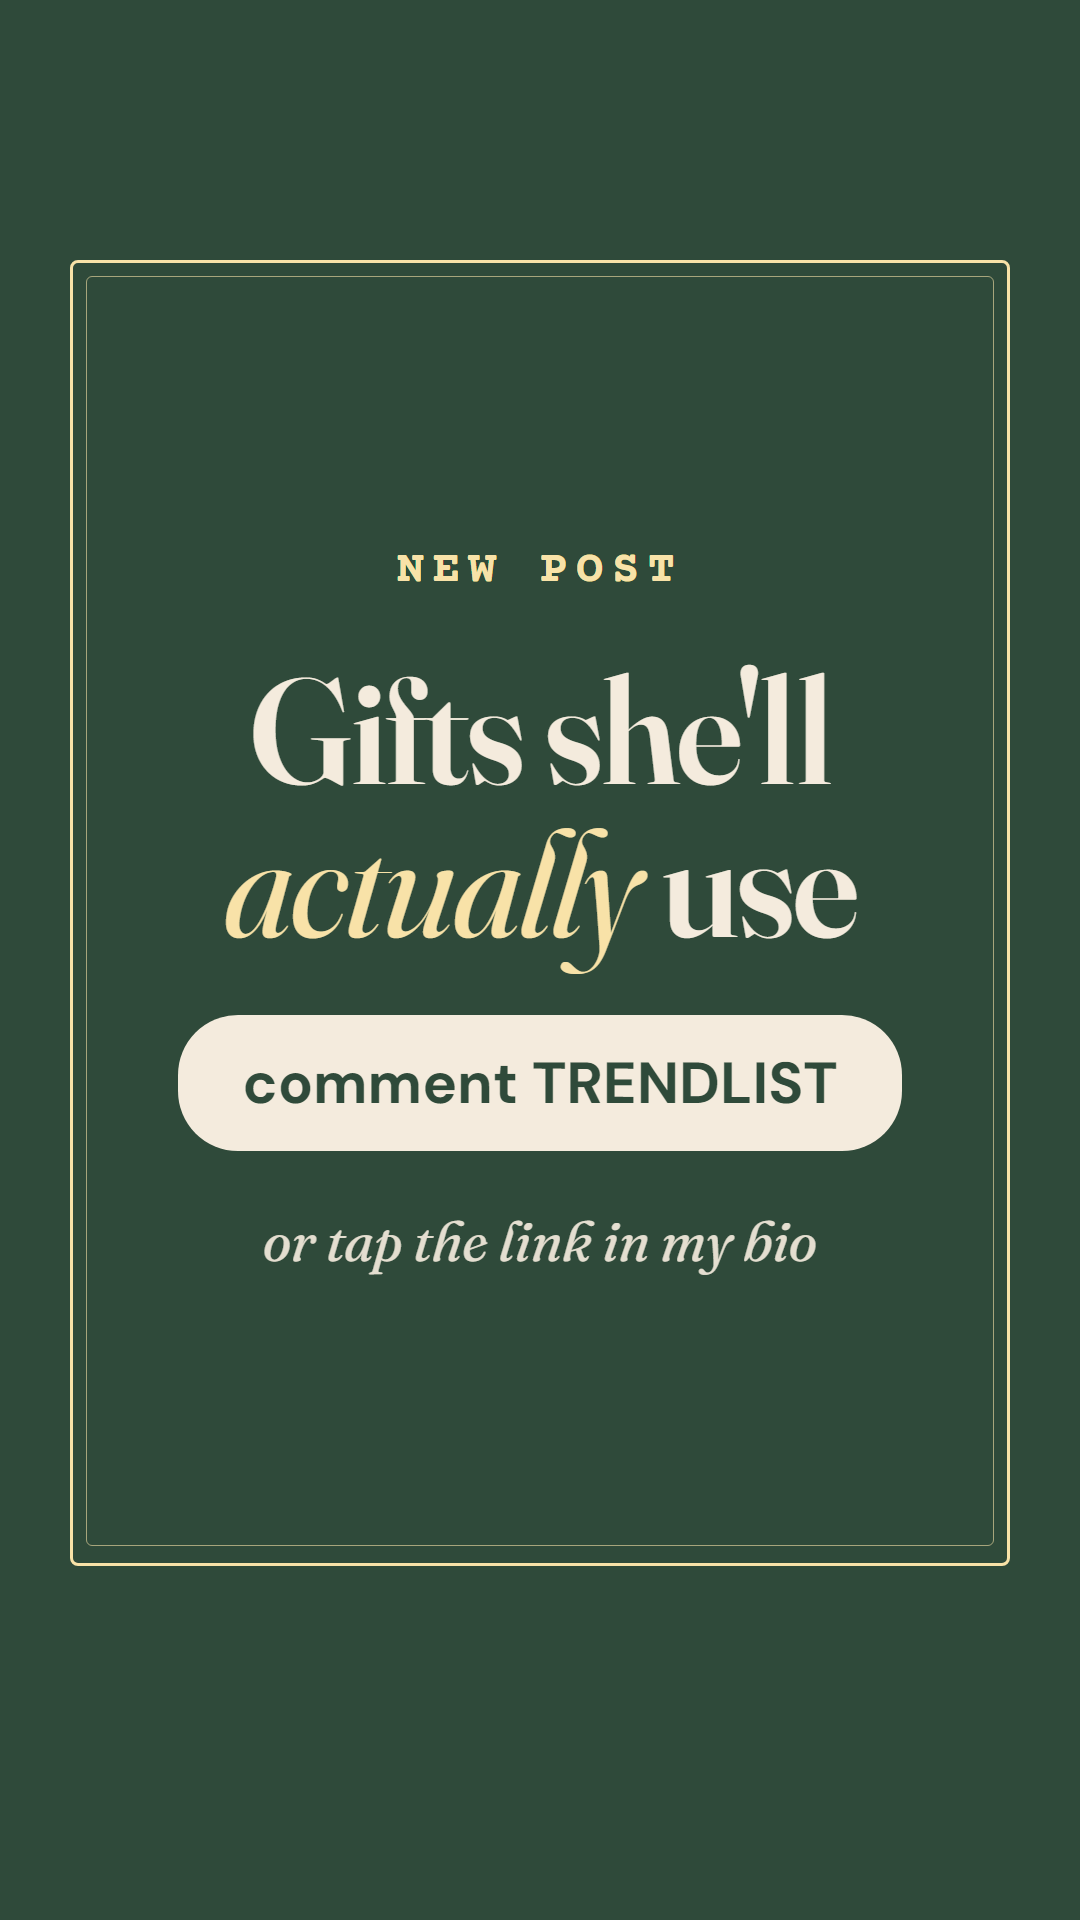 NEW POST
Gifts she'll
actually use
comment TRENDLIST
or tap the link in my bio